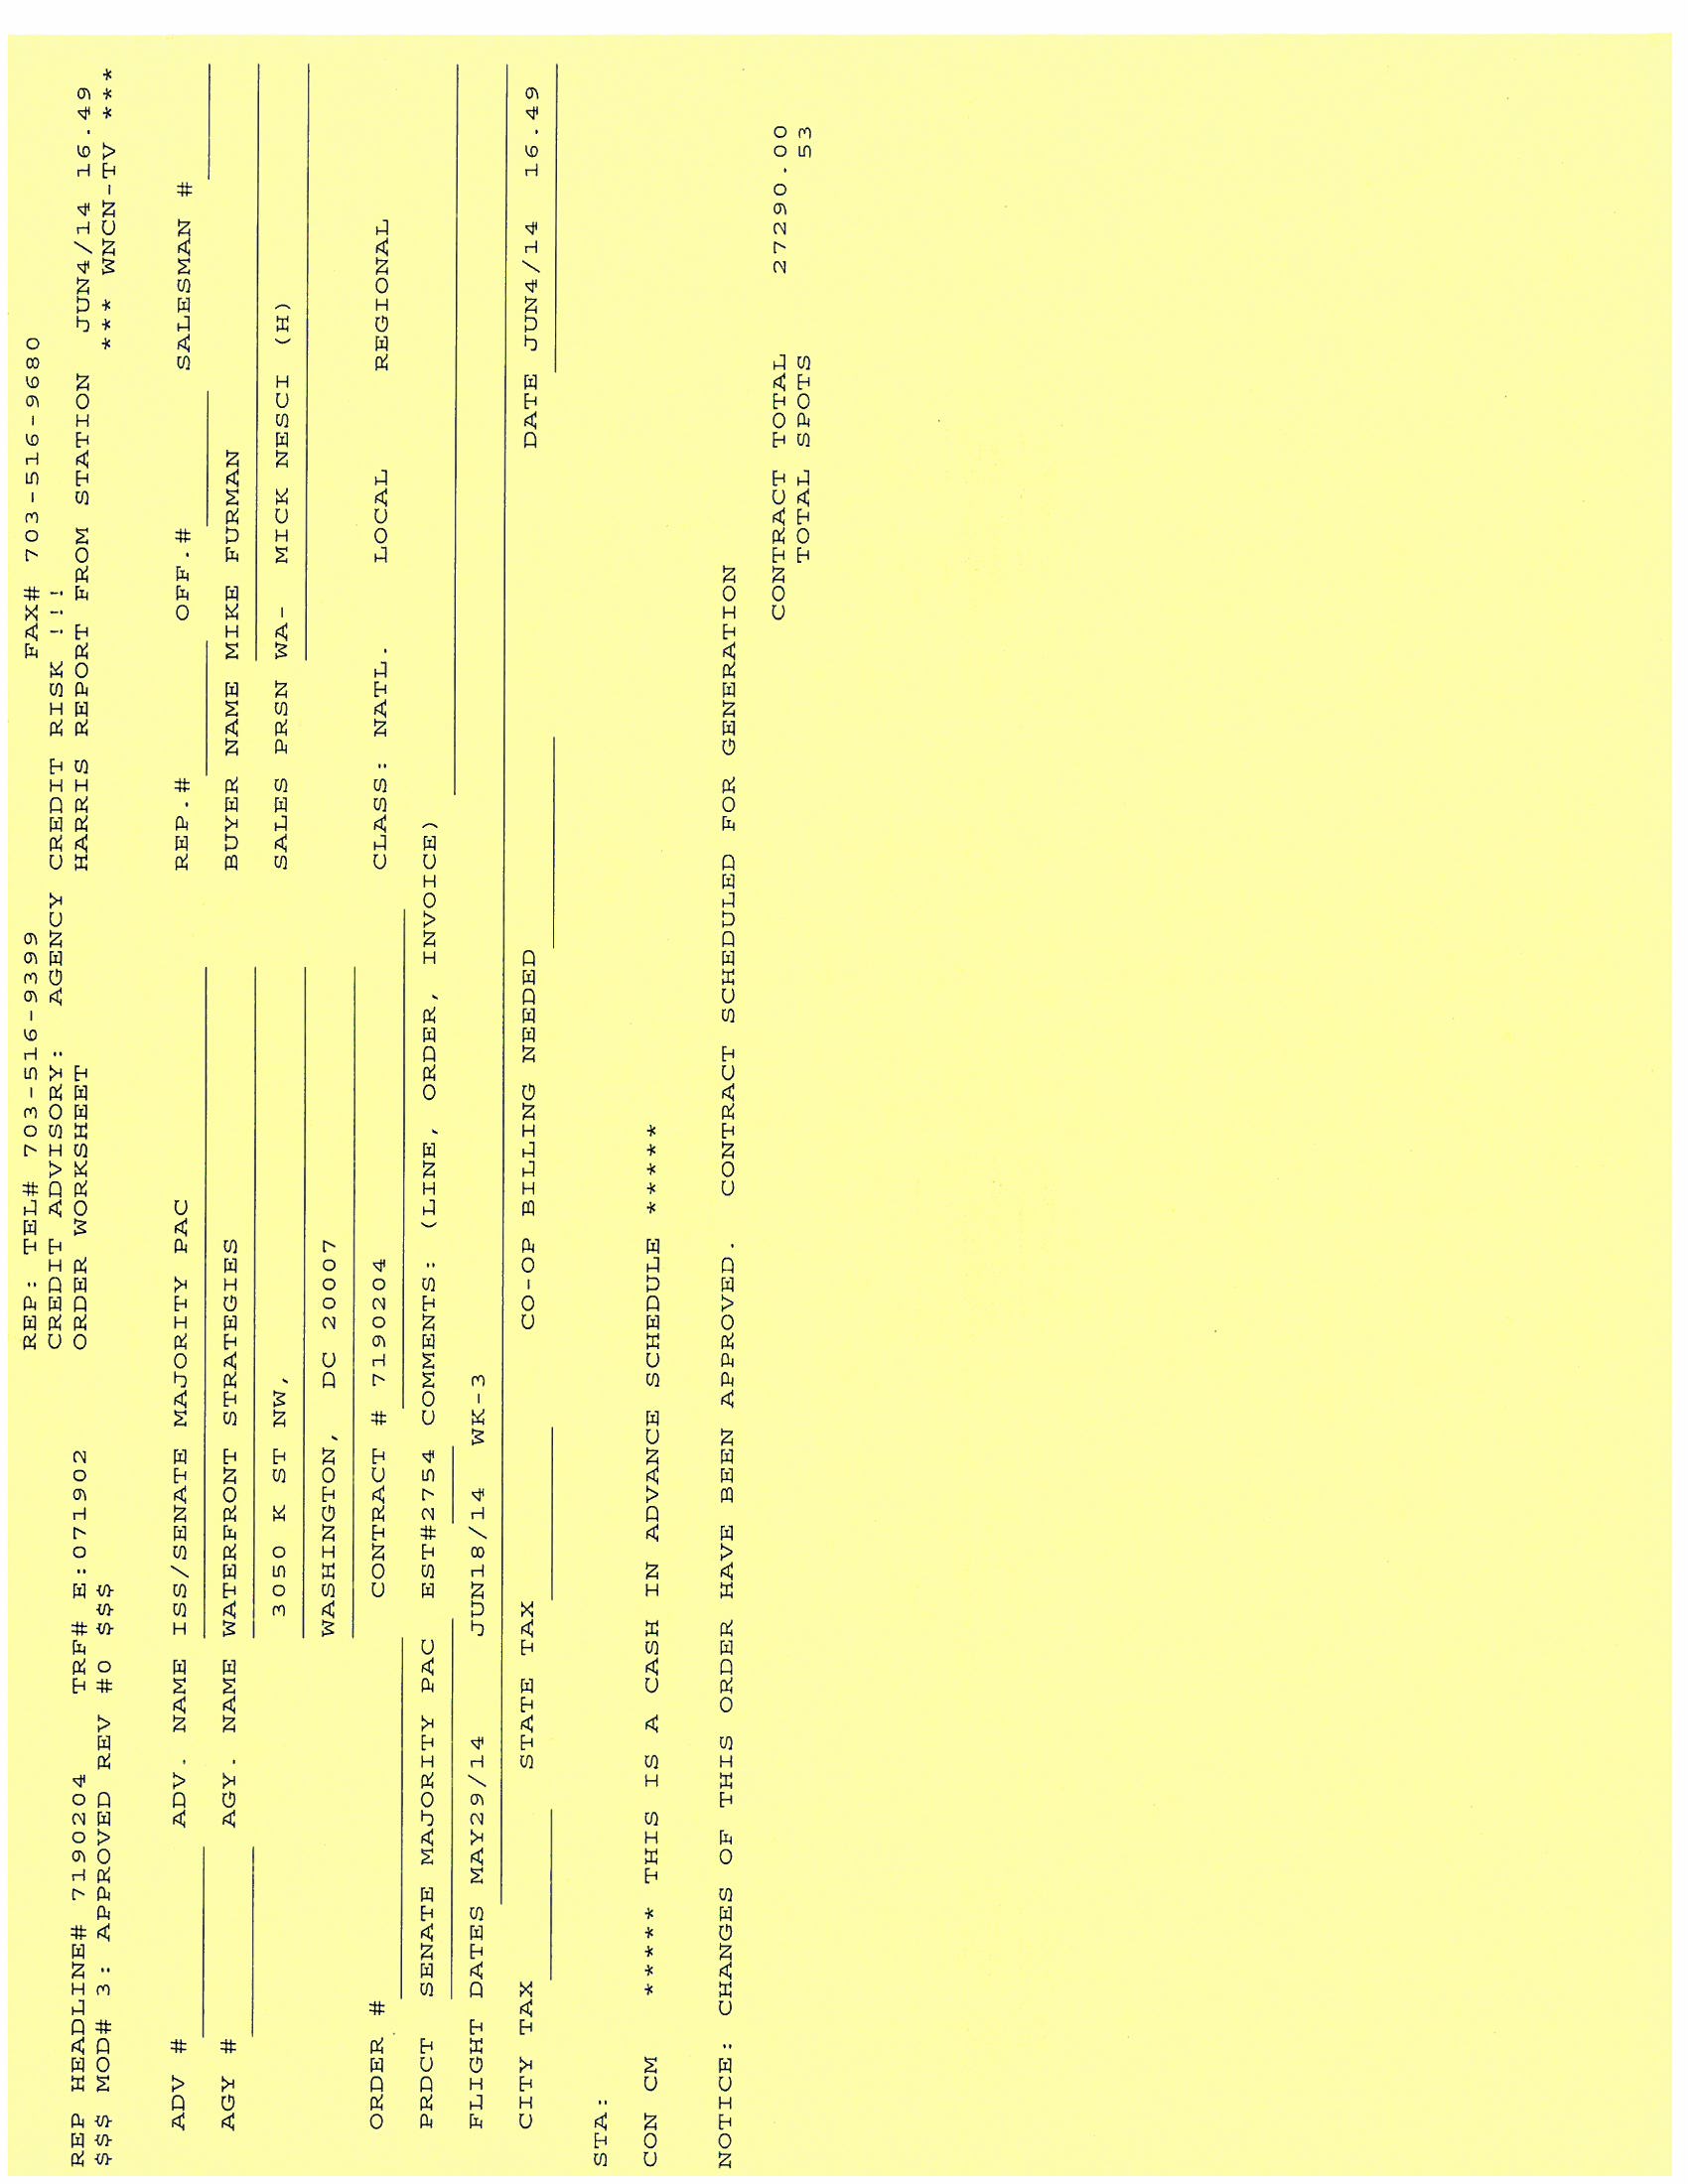 REP: TEL# 703-516-9399 FAX# 703-516-9680
CREDIT ADVISORY: AGENCY CREDIT RISK !!!
REP HEADLINE# 7190204 TRF# E:071902 ORDER WORKSHEET HARRIS REPORT FROM STATION JUN4/14 16.49
$$$ MOD# 3: APPROVED REV #0 $$$ *** WNCN-TV ***
ADV # ADV. NAME ISS/SENATE MAJORITY PAC REP.# OFF.# SALESMAN #
AGY # AGY. NAME WATERFRONT STRATEGIES BUYER NAME MIKE FURMAN
3050 K ST NW, SALES PRSN WA- MICK NESCI (H)
WASHINGTON, DC 20007
ORDER # CONTRACT # 7190204 CLASS: NATL. LOCAL REGIONAL
PRDCT SENATE MAJORITY PAC EST#2754 COMMENTS: (LINE, ORDER, INVOICE)
FLIGHT DATES MAY29/14 JUN18/14 WK-3
CITY TAX STATE TAX CO-OP BILLING NEEDED DATE JUN4/14 16.49
STA:
CON CM ***** THIS IS A CASH IN ADVANCE SCHEDULE *****
NOTICE: CHANGES OF THIS ORDER HAVE BEEN APPROVED. CONTRACT SCHEDULED FOR GENERATION
CONTRACT TOTAL 27290.00
TOTAL SPOTS 53